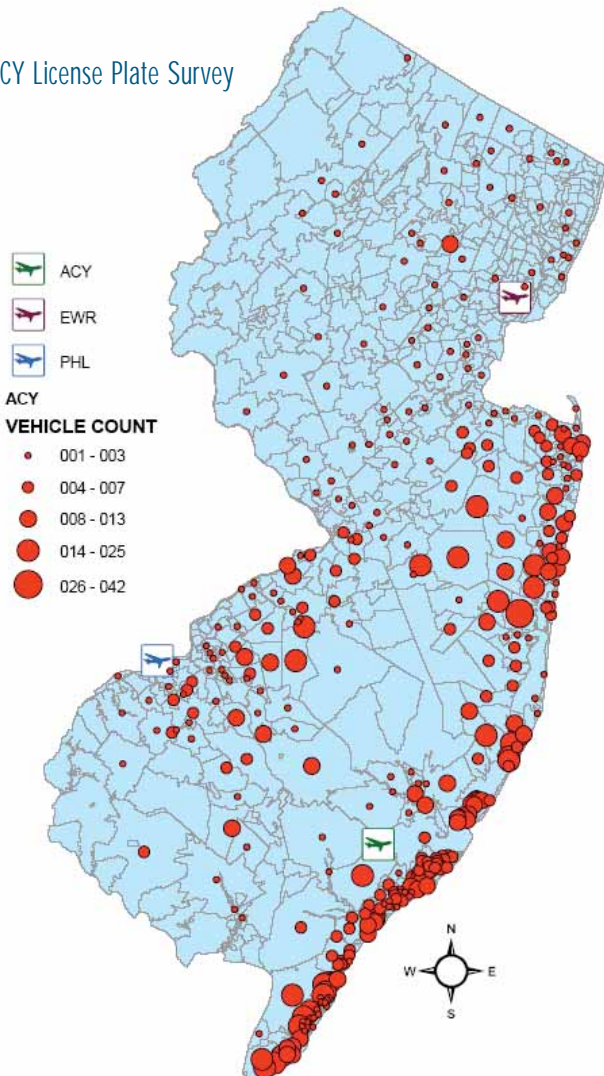 CY License Plate Survey
ACY
EWR
PHL
ACY
VEHICLE COUNT
001 - 003
004 - 007
008 - 013
014 - 025
026 - 042
N
W E
S